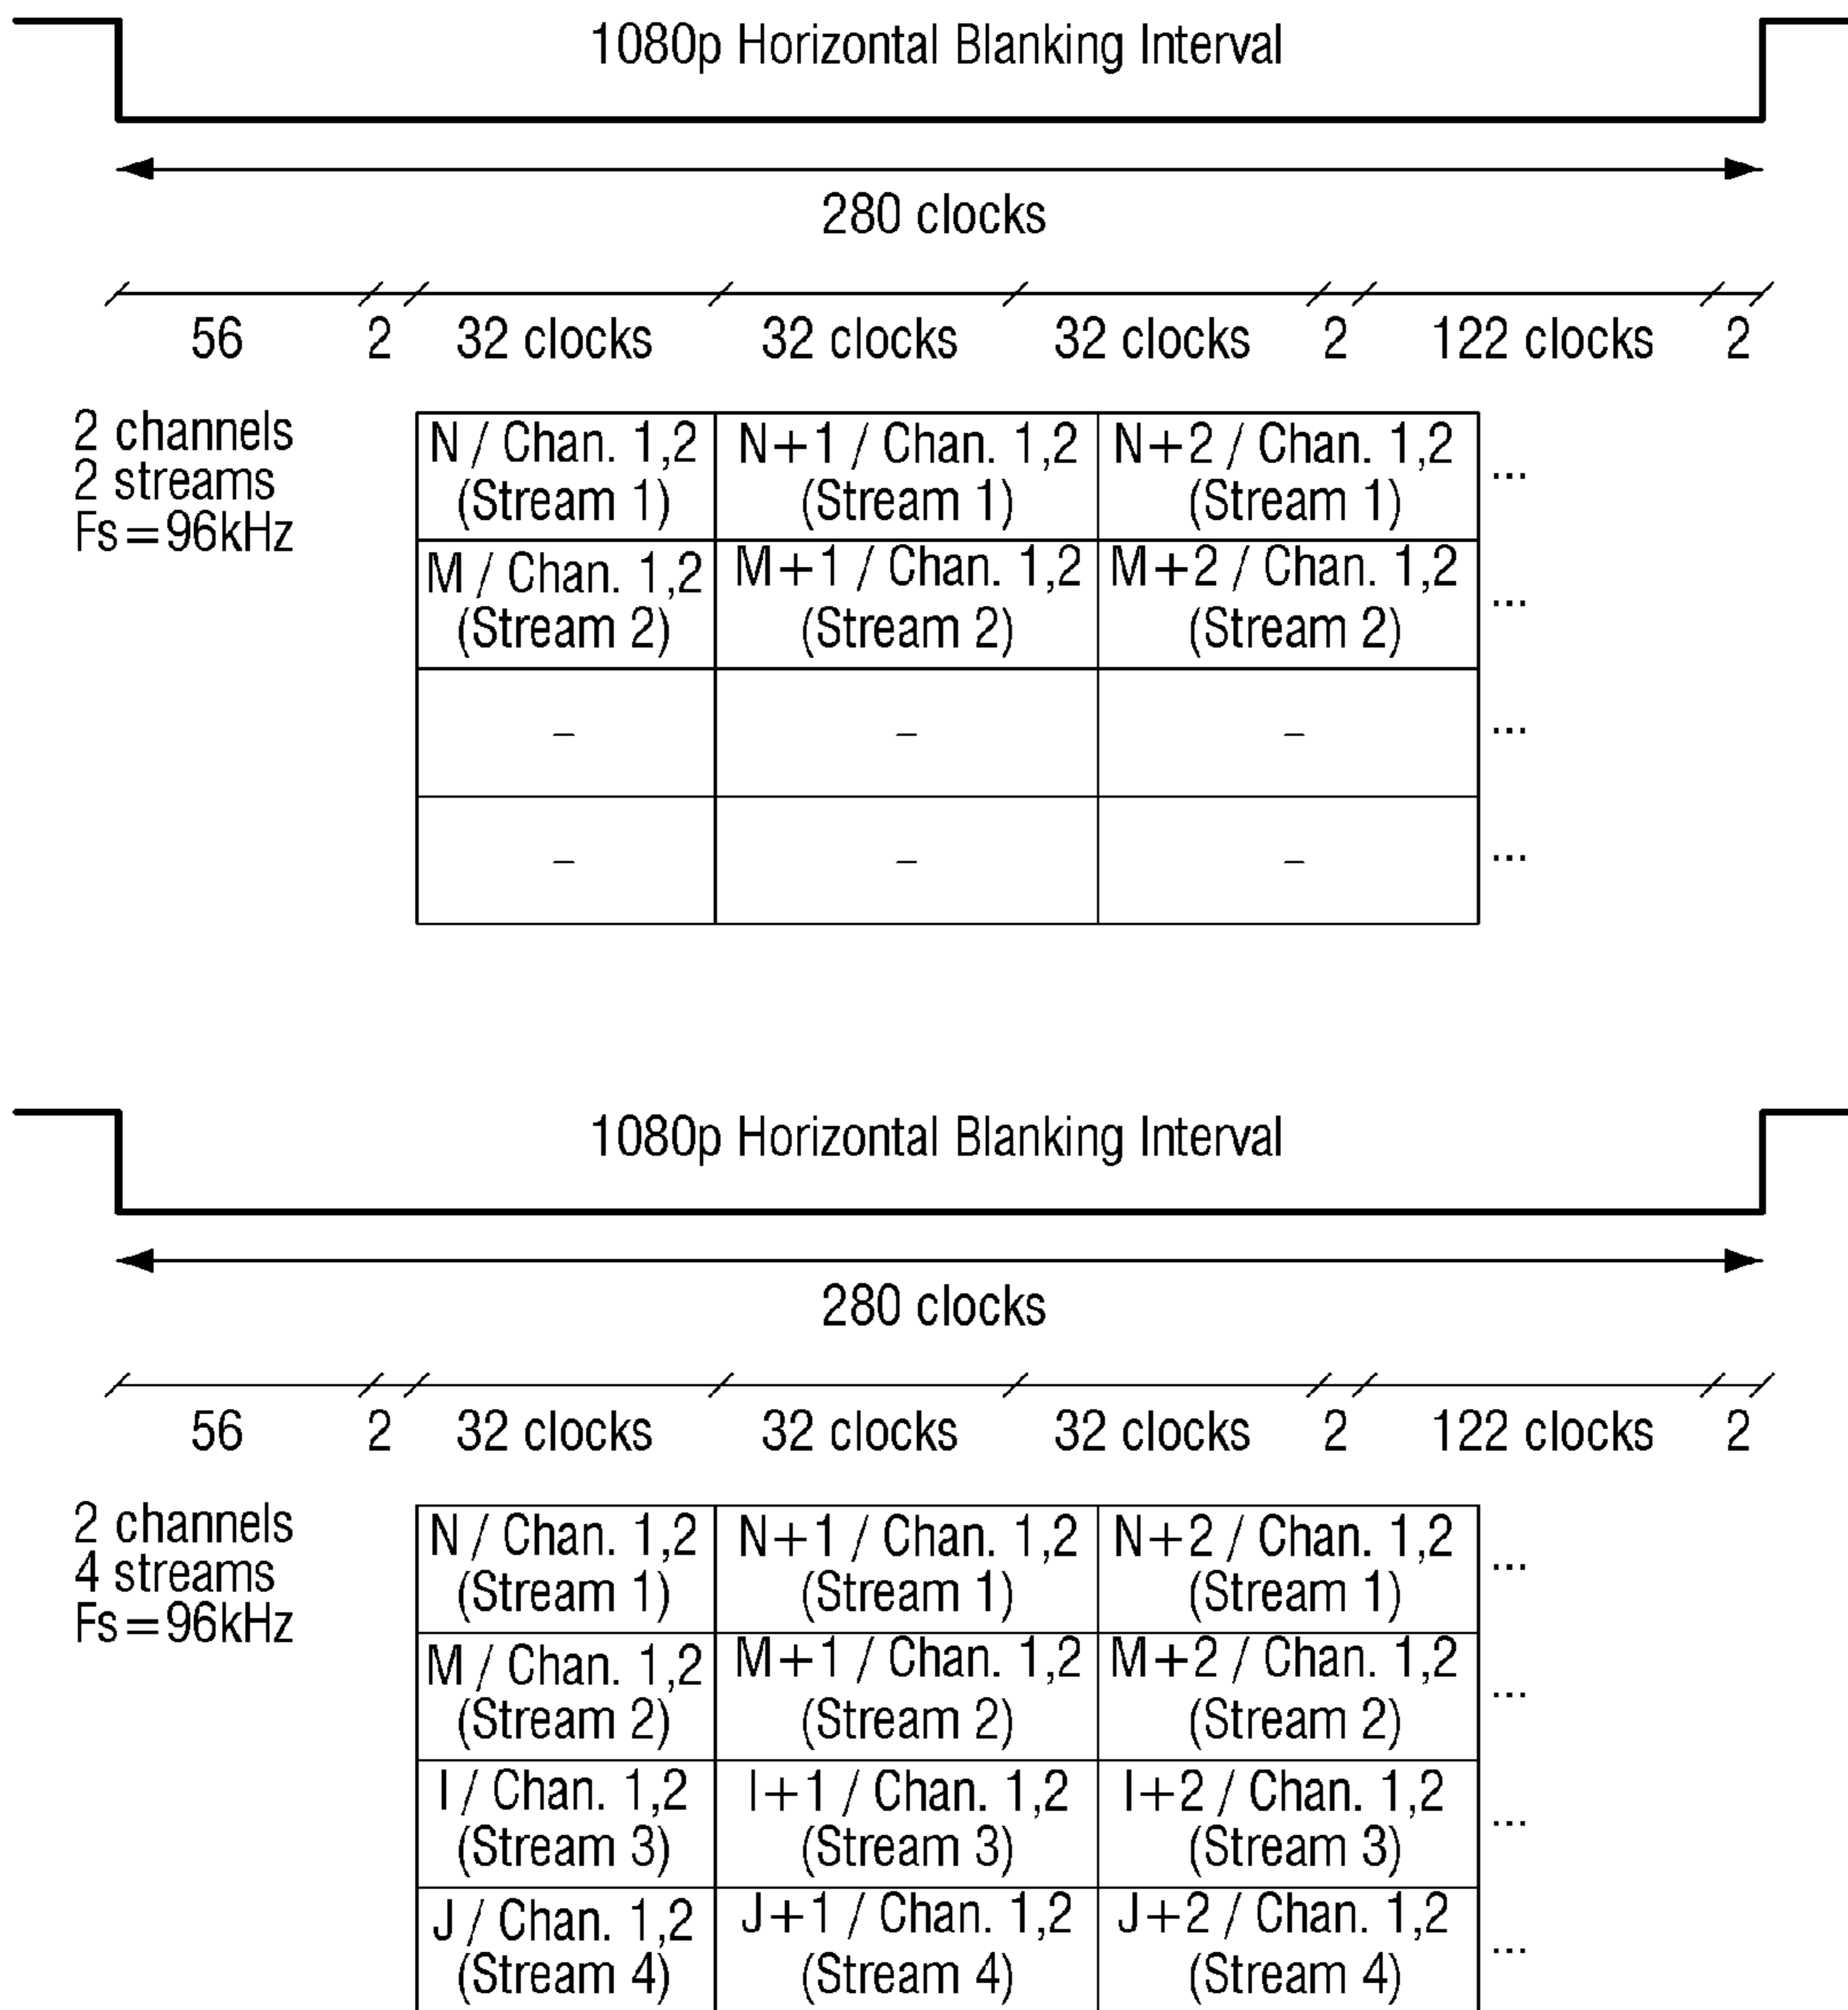 1080p Horizontal Blanking Interval
280 clocks
56 2 32 clocks 32 clocks 32 clocks 2 122 clocks 2
2 channels
2 streams
Fs=96kHz
N / Chan. 1,2 N+1 / Chan. 1,2 N+2 / Chan. 1,2 ...
(Stream 1) (Stream 1) (Stream 1)
M / Chan. 1,2 M+1 / Chan. 1,2 M+2 / Chan. 1,2 ...
(Stream 2) (Stream 2) (Stream 2)
– – – ...
– – – ...
1080p Horizontal Blanking Interval
280 clocks
56 2 32 clocks 32 clocks 32 clocks 2 122 clocks 2
2 channels
4 streams
Fs=96kHz
N / Chan. 1,2 N+1 / Chan. 1,2 N+2 / Chan. 1,2 ...
(Stream 1) (Stream 1) (Stream 1)
M / Chan. 1,2 M+1 / Chan. 1,2 M+2 / Chan. 1,2 ...
(Stream 2) (Stream 2) (Stream 2)
I / Chan. 1,2 I+1 / Chan. 1,2 I+2 / Chan. 1,2 ...
(Stream 3) (Stream 3) (Stream 3)
J / Chan. 1,2 J+1 / Chan. 1,2 J+2 / Chan. 1,2 ...
(Stream 4) (Stream 4) (Stream 4)